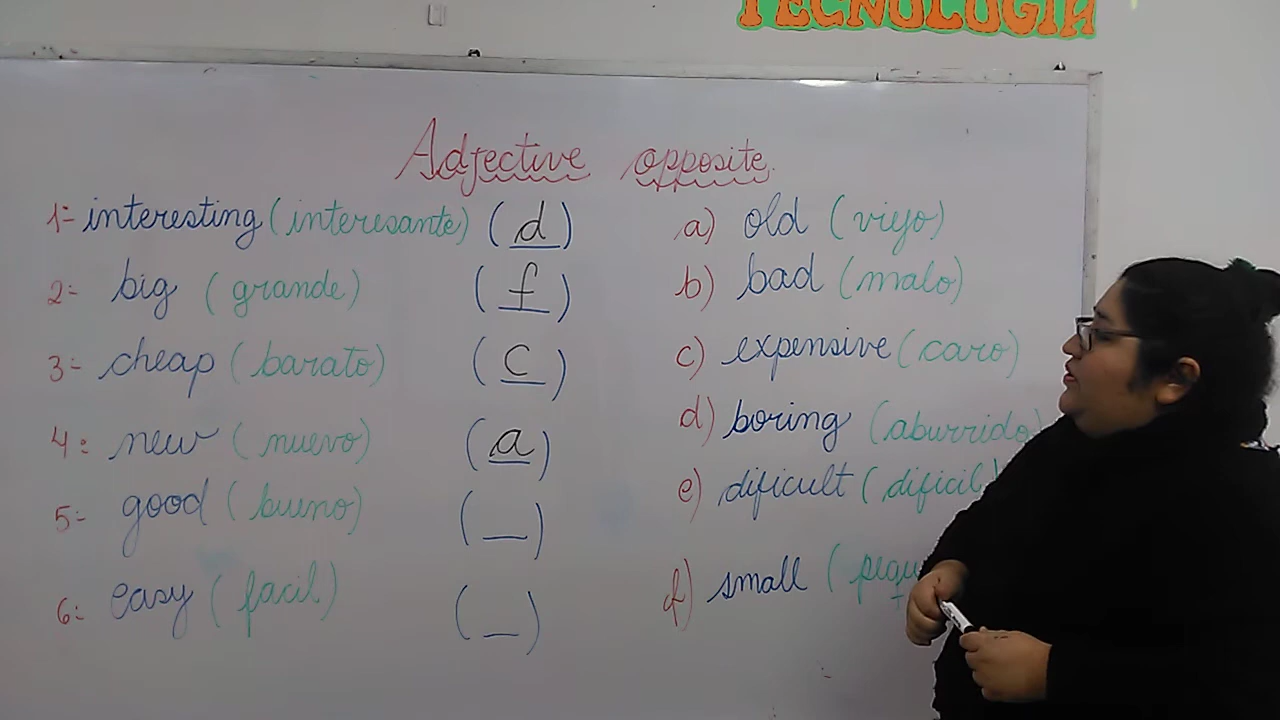 TECNOLOGIA
Adjective opposite.
1- interesting (interesante) (d) a) old (viejo)
2- big (grande) (f) b) bad (malo)
3- cheap (barato) (c) c) expensive (caro)
4- new (nuevo) (a) d) boring (aburrido)
5- good (bueno) (_) e) dificult (dificil)
6- easy (facil) (_) f) small (pequ